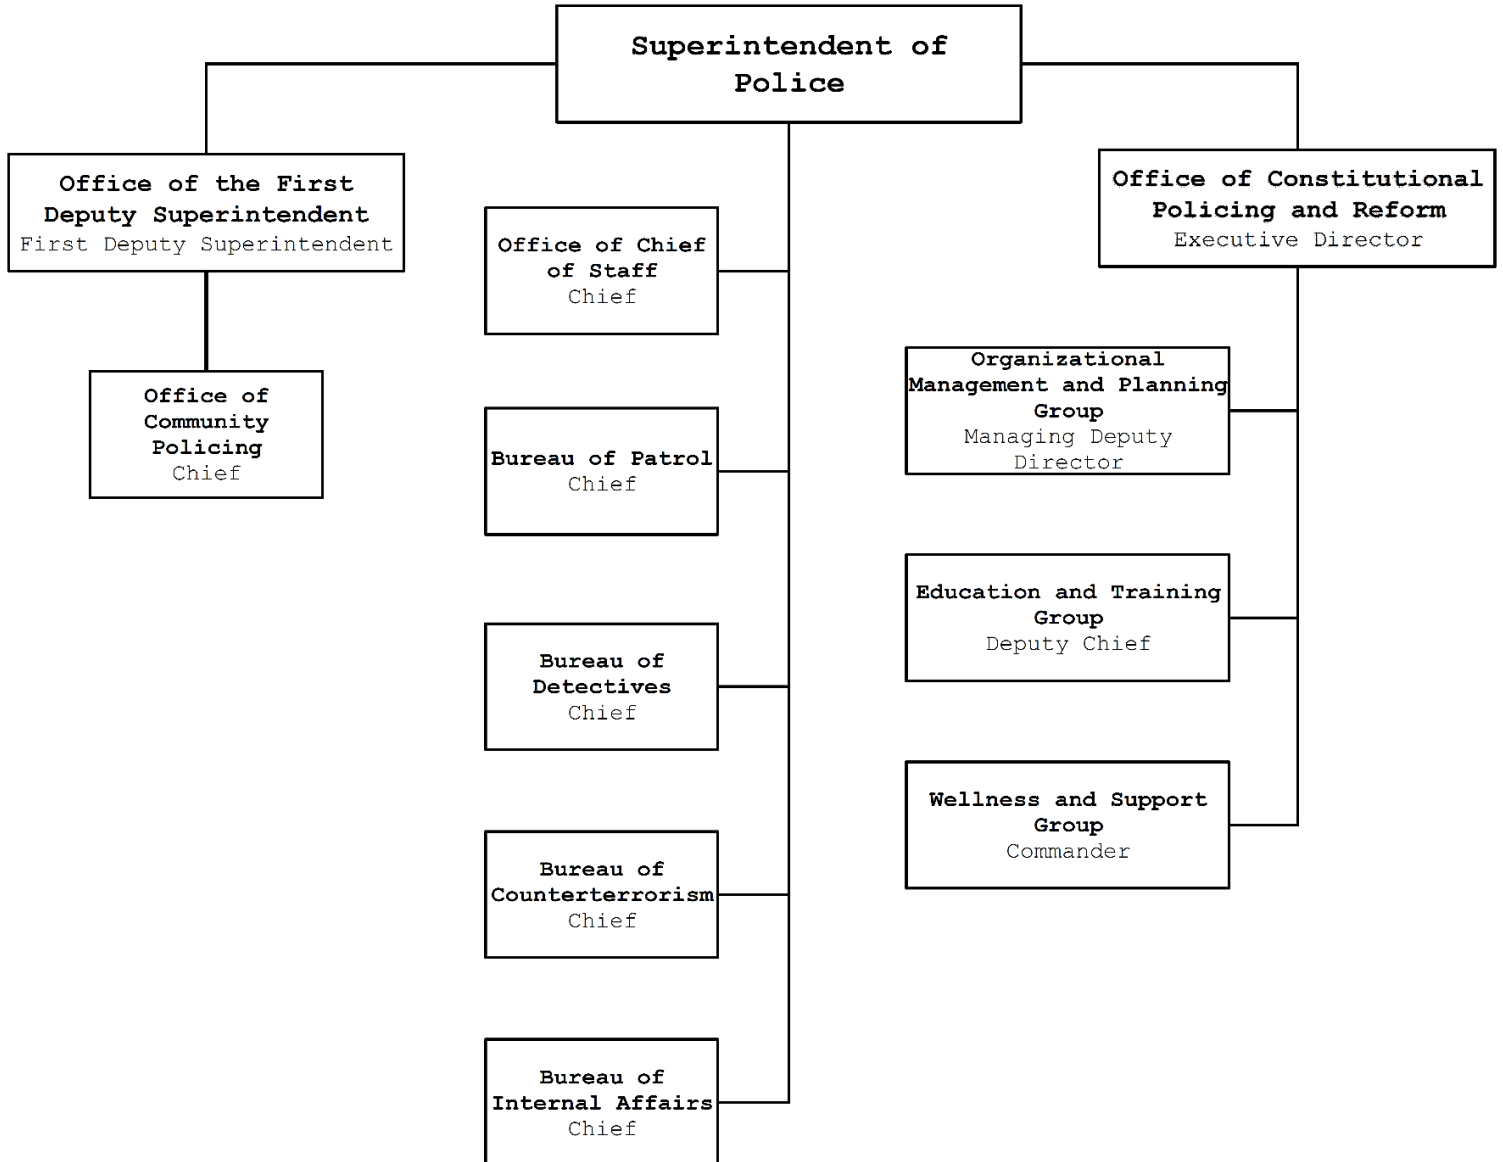 Superintendent of
Police
Office of the First
Deputy Superintendent
First Deputy Superintendent
Office of
Community
Policing
Chief
Office of Chief
of Staff
Chief
Bureau of Patrol
Chief
Bureau of
Detectives
Chief
Bureau of
Counterterrorism
Chief
Bureau of
Internal Affairs
Chief
Office of Constitutional
Policing and Reform
Executive Director
Organizational
Management and Planning
Group
Managing Deputy
Director
Education and Training
Group
Deputy Chief
Wellness and Support
Group
Commander